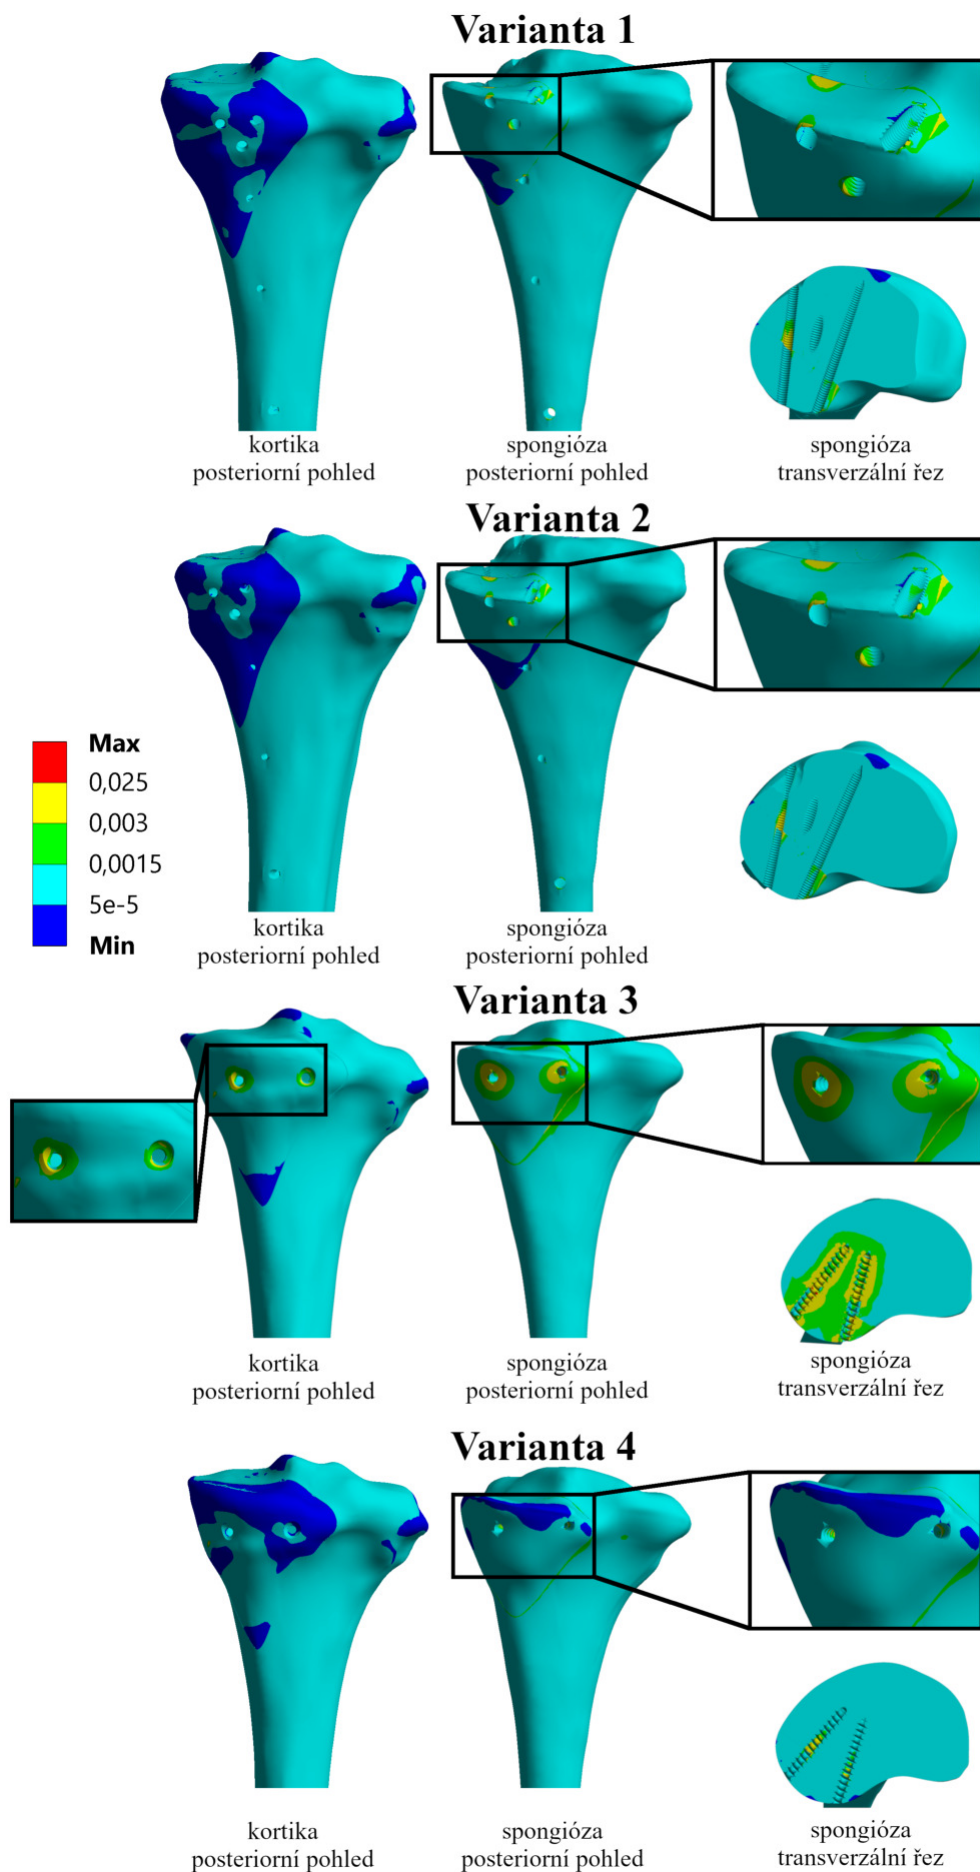 Varianta 1
kortika
posteriorní pohled
spongióza
posteriorní pohled
spongióza
transverzální řez
Varianta 2
Max
0,025
0,003
0,0015
5e-5
Min
kortika
posteriorní pohled
spongióza
posteriorní pohled
Varianta 3
kortika
posteriorní pohled
spongióza
posteriorní pohled
spongióza
transverzální řez
Varianta 4
kortika
posteriorní pohled
spongióza
posteriorní pohled
spongióza
transverzální řez